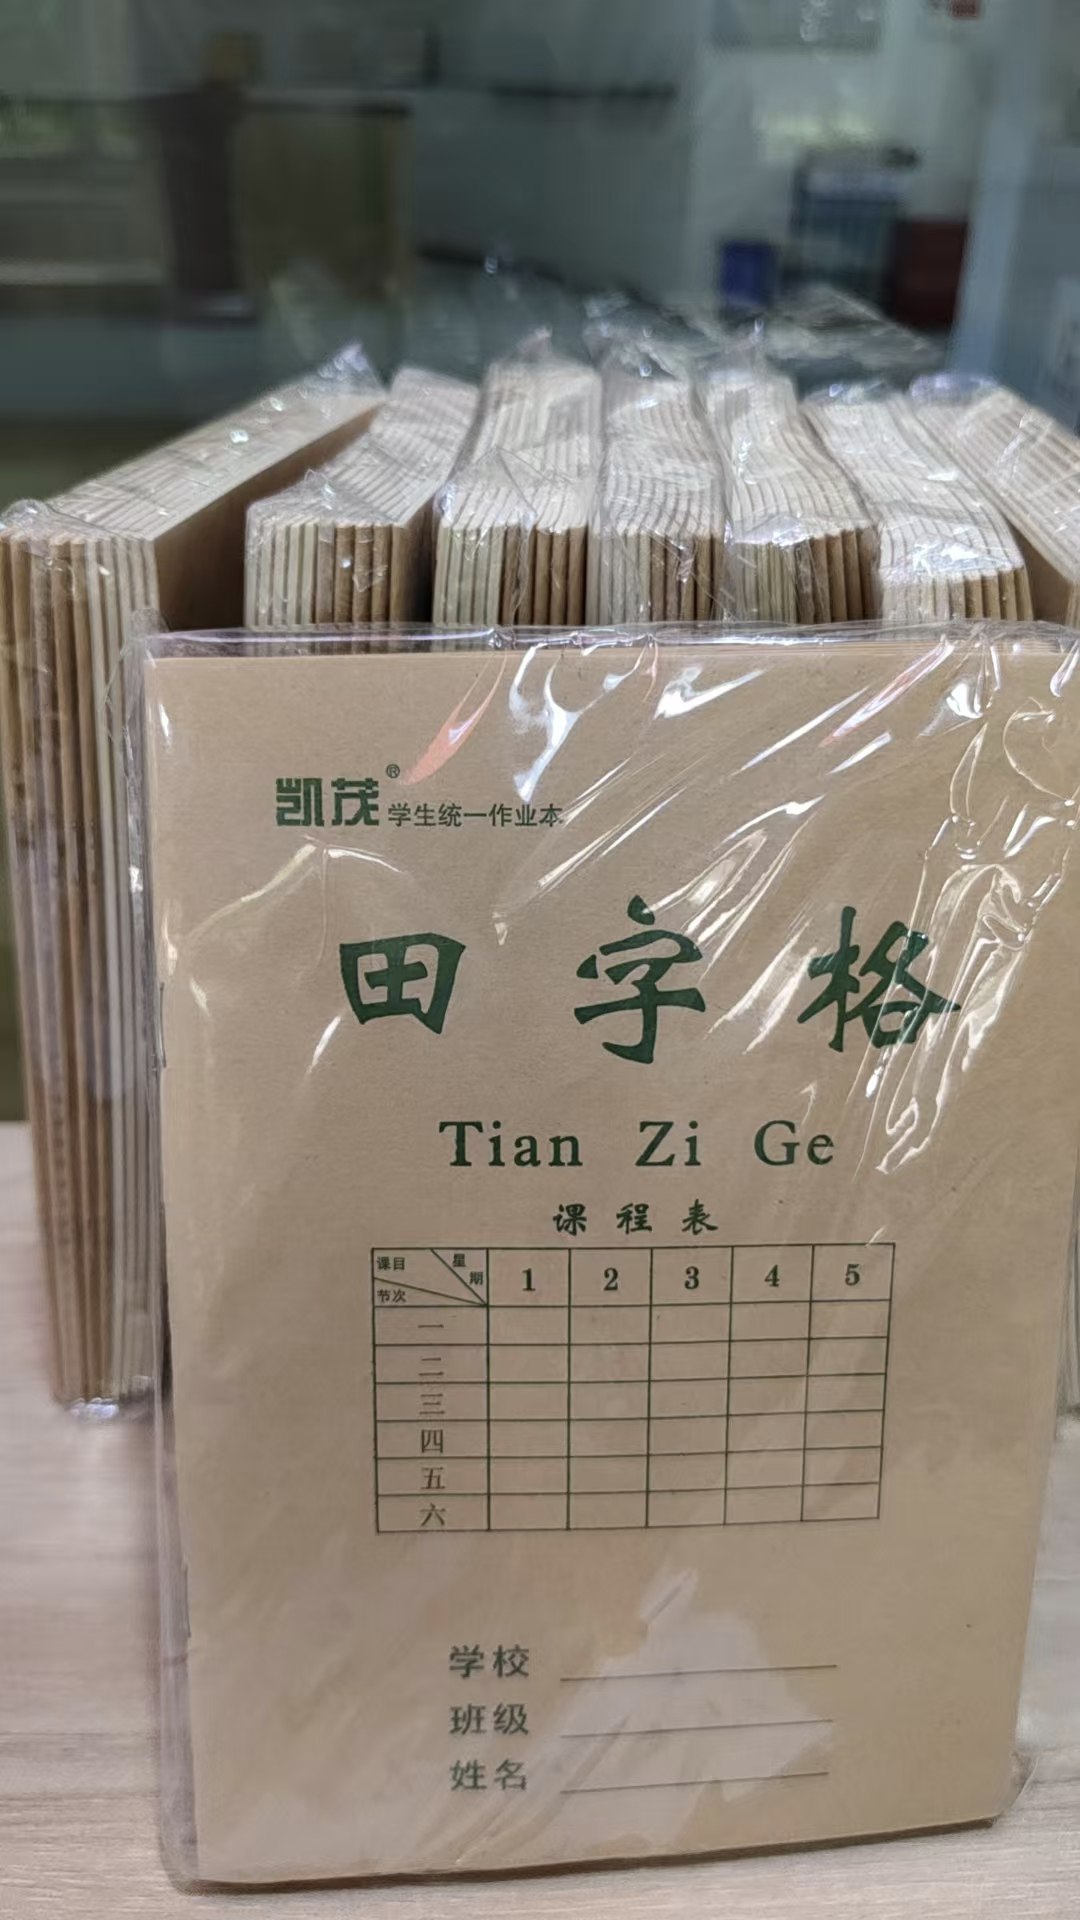 凯茂® 学生统一作业本
田字格
Tian Zi Ge
课程表
课目 星期 节次 1 2 3 4 5
一
二
三
四
五
六
学校
班级
姓名